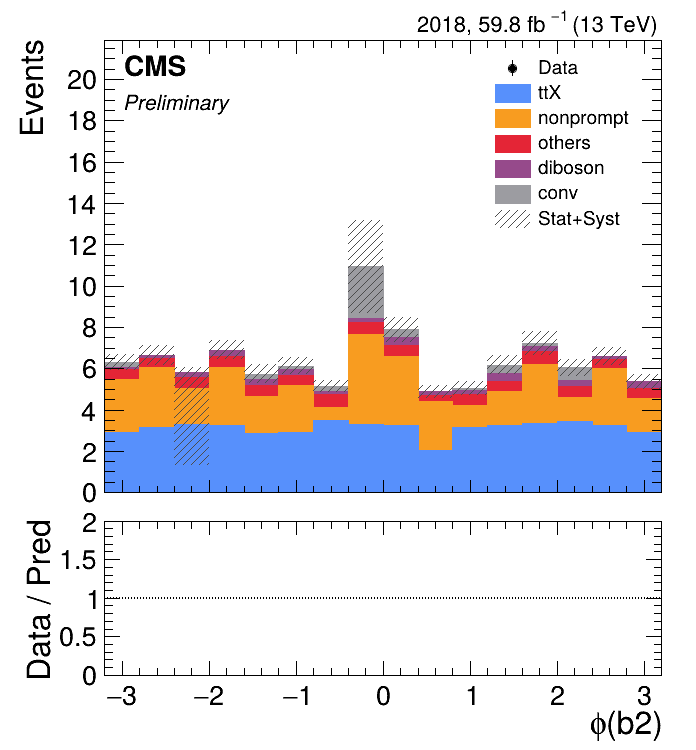 2018, 59.8 fb⁻¹ (13 TeV)
CMS
Preliminary
Data
ttX
nonprompt
others
diboson
conv
Stat+Syst
Events
20
18
16
14
12
10
8
6
4
2
0
Data / Pred
2
1.5
1
0.5
0
−3 −2 −1 0 1 2 3
ϕ(b2)